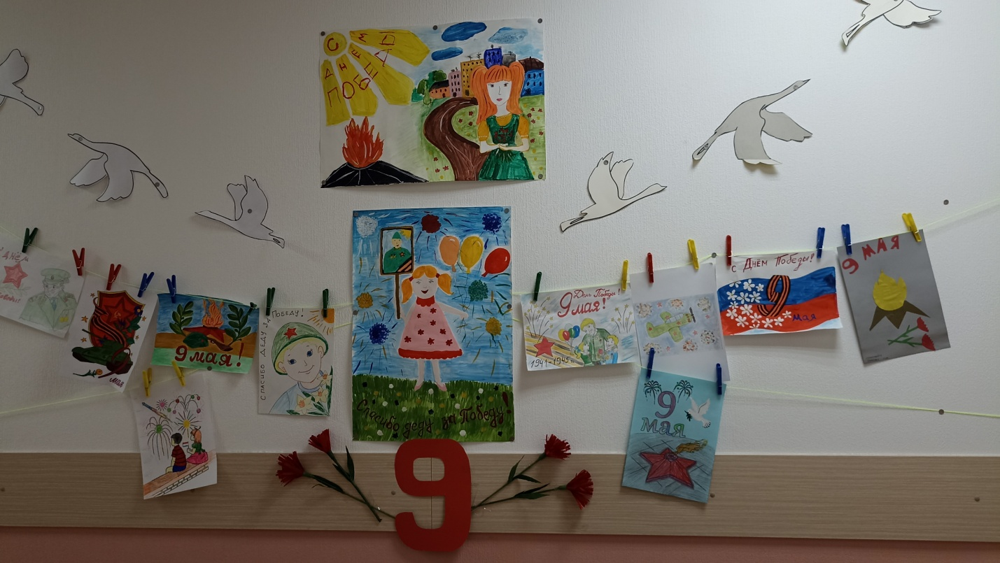 С
ДНЕМ
ПОБЕДЫ
С ДНЁМ
мая
9 мая!
СПАСИБО ДЕДУ ЗА
ПОБЕДУ!
Спасибо деду за Победу!
9
День Победы!
9 мая!
1941-1945
С Днём Победы!
9
мая
9 МАЯ
9
мая